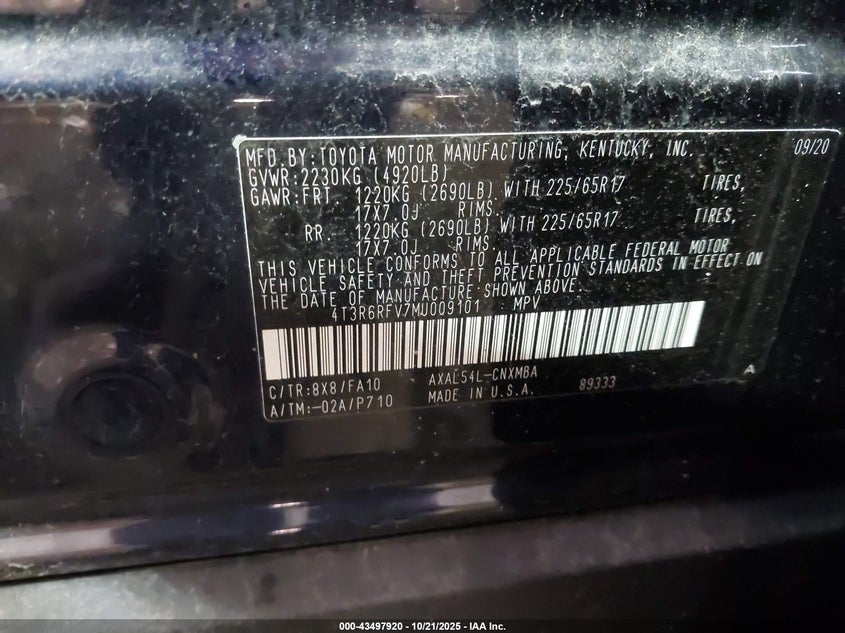 MFD. BY: TOYOTA MOTOR MANUFACTURING, KENTUCKY, INC. 09/20
GVWR: 2230KG (4920LB)
GAWR: FRT. 1220KG (2690LB) WITH 225/65R17 TIRES,
17X7.0J RIMS.
RR. 1220KG (2690LB) WITH 225/65R17 TIRES,
17X7.0J RIMS.
THIS VEHICLE CONFORMS TO ALL APPLICABLE FEDERAL MOTOR
VEHICLE SAFETY AND THEFT PREVENTION STANDARDS IN EFFECT ON
THE DATE OF MANUFACTURE SHOWN ABOVE.
4T3R6RFV7MU009101 MPV
C/TR: 8X8/FA10 AXAL54L-CNXMBA 89333 A
A/TM: -02A/P710 MADE IN U.S.A.
000-43497920 - 10/21/2025 - IAA Inc.